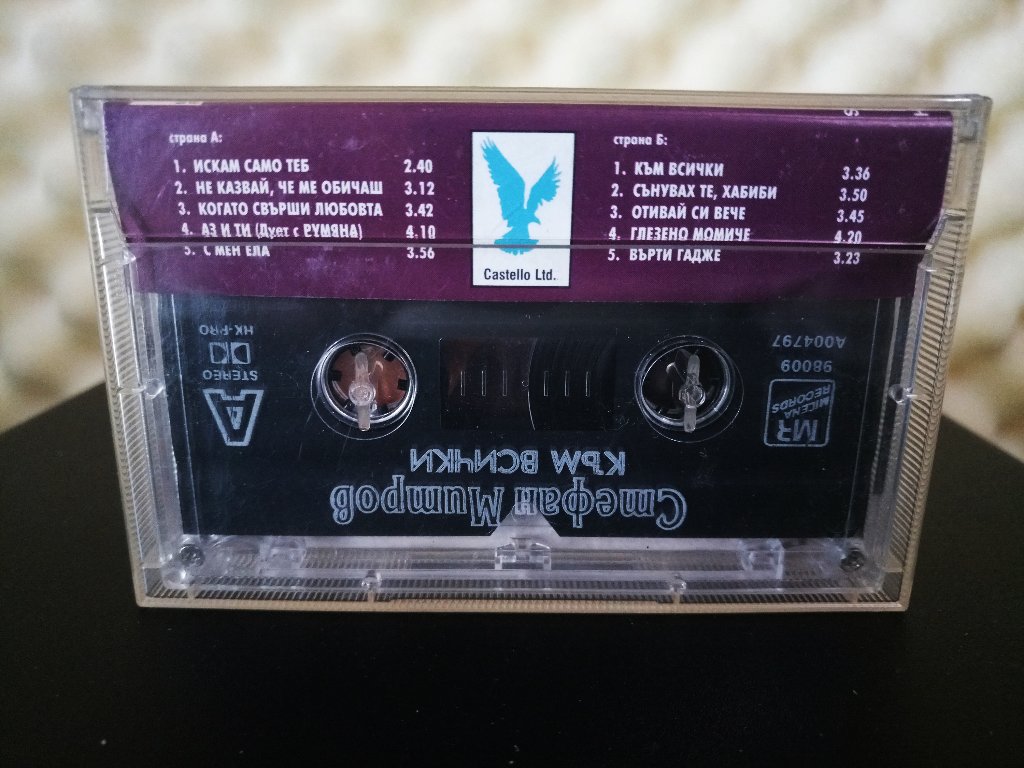 страна А:
1. ИСКАМ САМО ТЕБ 2.40
2. НЕ КАЗВАЙ, ЧЕ МЕ ОБИЧАШ 3.12
3. КОГАТО СВЪРШИ ЛЮБОВТА 3.42
4. АЗ И ТИ (Дует с РУМЯНА) 4.10
5. С МЕН ЕЛА 3.56
Castello Ltd.
страна Б:
1. КЪМ ВСИЧКИ 3.36
2. СЪНУВАХ ТЕ, ХАБИБИ 3.50
3. ОТИВАЙ СИ ВЕЧЕ 3.45
4. ГЛЕЗЕНО МОМИЧЕ 4.20
5. ВЪРТИ ГАДЖЕ 3.23
Стефан Митров
КЪМ ВСИЧКИ
MR
MILENA
RECORDS
98009
A004797
A
STEREO
HK-PRO